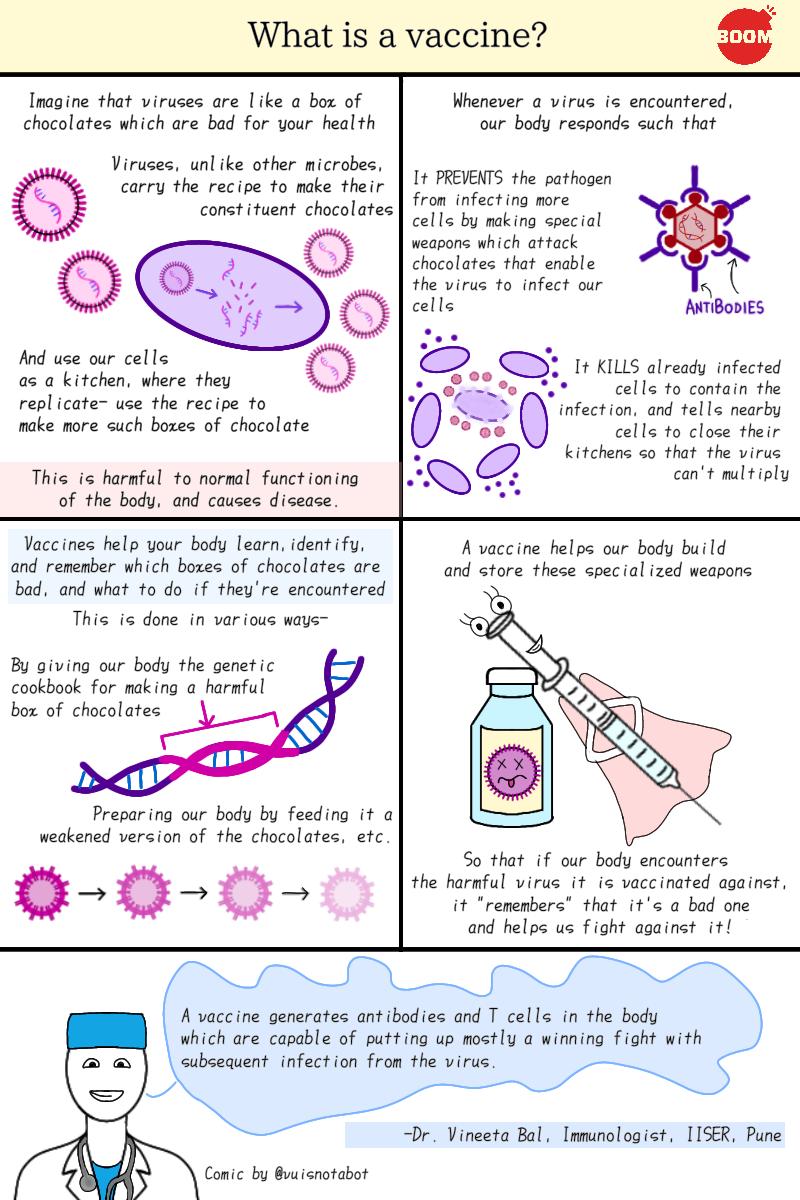 What is a vaccine?
BOOM
Imagine that viruses are like a box of
chocolates which are bad for your health
Viruses, unlike other microbes,
carry the recipe to make their
constituent chocolates
And use our cells
as a kitchen, where they
replicate- use the recipe to
make more such boxes of chocolate
This is harmful to normal functioning
of the body, and causes disease.
Whenever a virus is encountered,
our body responds such that
It PREVENTS the pathogen
from infecting more
cells by making special
weapons which attack
chocolates that enable
the virus to infect our
cells
ANTIBODIES
It KILLS already infected
cells to contain the
infection, and tells nearby
cells to close their
kitchens so that the virus
can't multiply
Vaccines help your body learn, identify,
and remember which boxes of chocolates are
bad, and what to do if they're encountered
This is done in various ways-
By giving our body the genetic
cookbook for making a harmful
box of chocolates
Preparing our body by feeding it a
weakened version of the chocolates, etc.
A vaccine helps our body build
and store these specialized weapons
So that if our body encounters
the harmful virus it is vaccinated against,
it "remembers" that it's a bad one
and helps us fight against it!
A vaccine generates antibodies and T cells in the body
which are capable of putting up mostly a winning fight with
subsequent infection from the virus.
-Dr. Vineeta Bal, Immunologist, IISER, Pune
Comic by @vuisnotabot